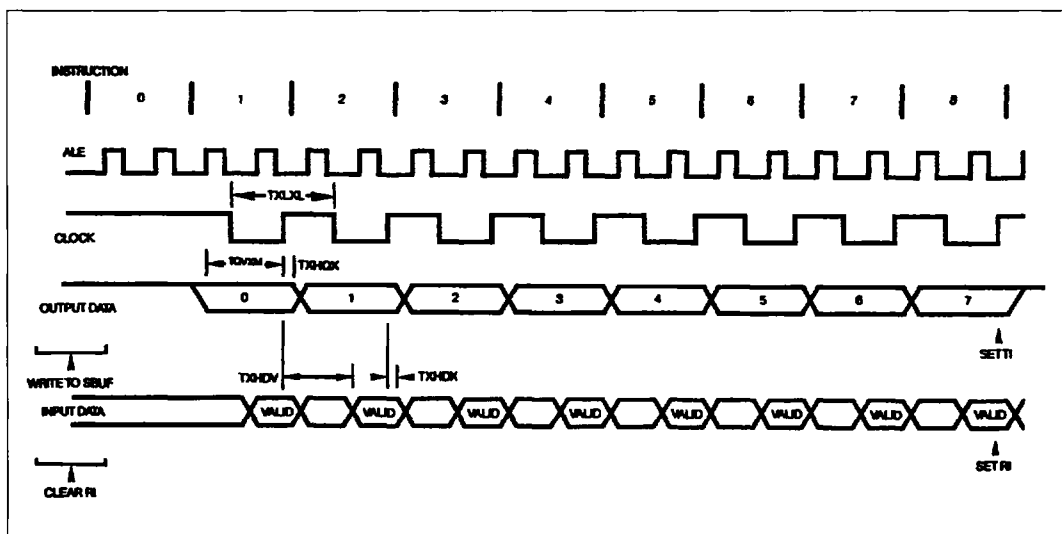 INSTRUCTION
0 1 2 3 4 5 6 7 8
ALE
TXLXL
CLOCK
TQVXH TXHQX
OUTPUT DATA
0 1 2 3 4 5 6 7
WRITE TO SBUF
SET TI
TXHDV TXHDX
INPUT DATA
VALID VALID VALID VALID VALID VALID VALID VALID
CLEAR RI
SET RI